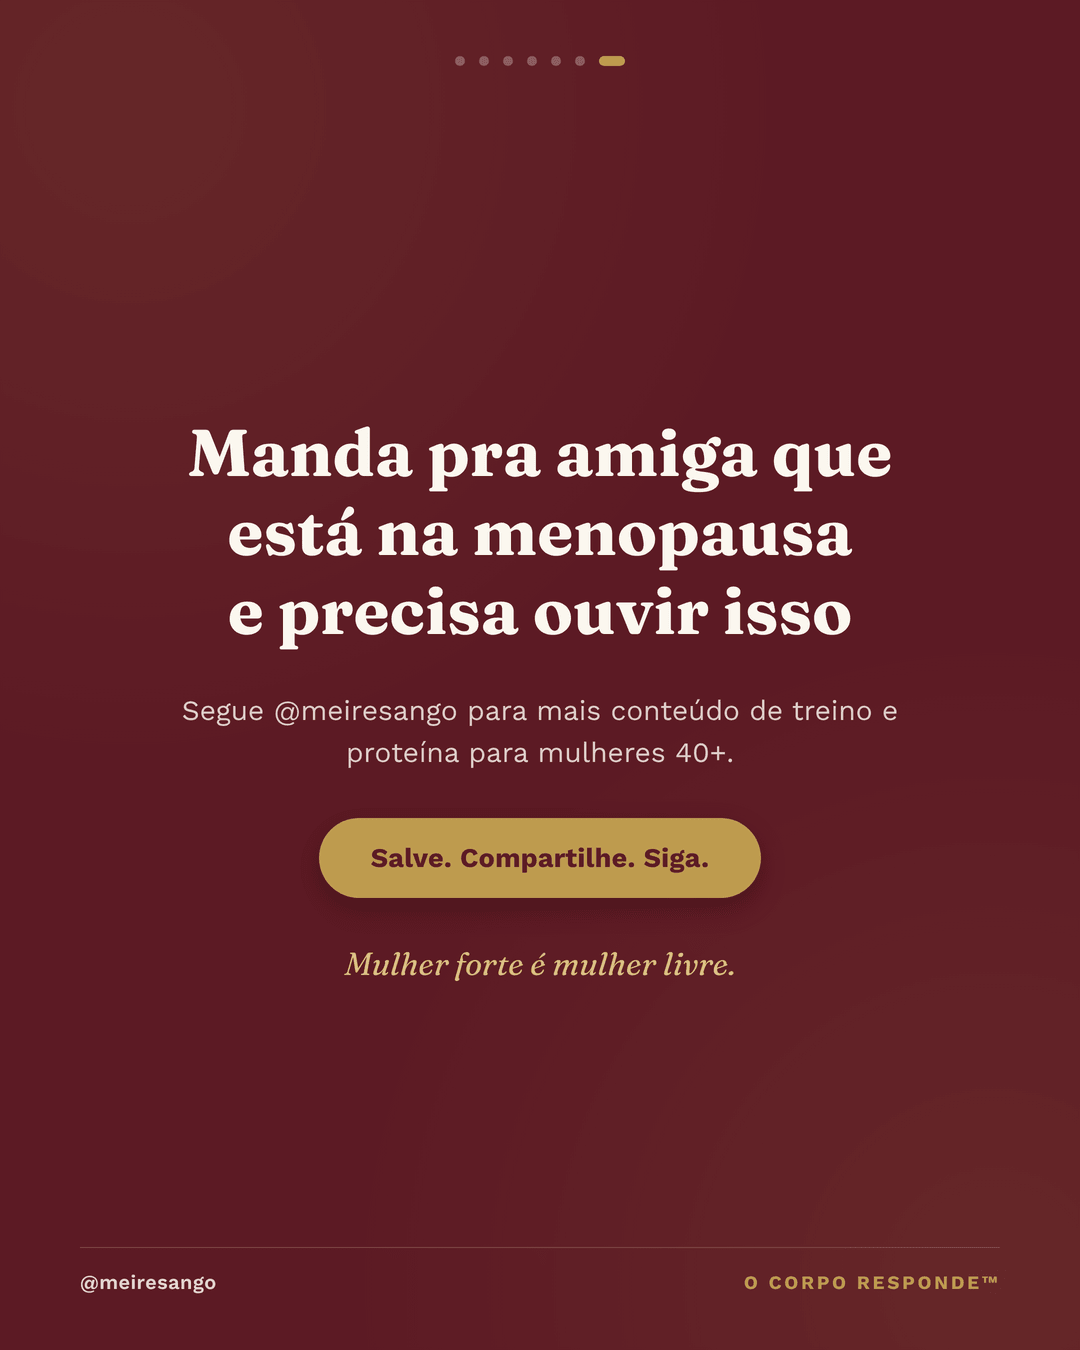 Manda pra amiga que
está na menopausa
e precisa ouvir isso
Segue @meiresango para mais conteúdo de treino e
proteína para mulheres 40+.
Salve. Compartilhe. Siga.
Mulher forte é mulher livre.
@meiresango
O CORPO RESPONDE™